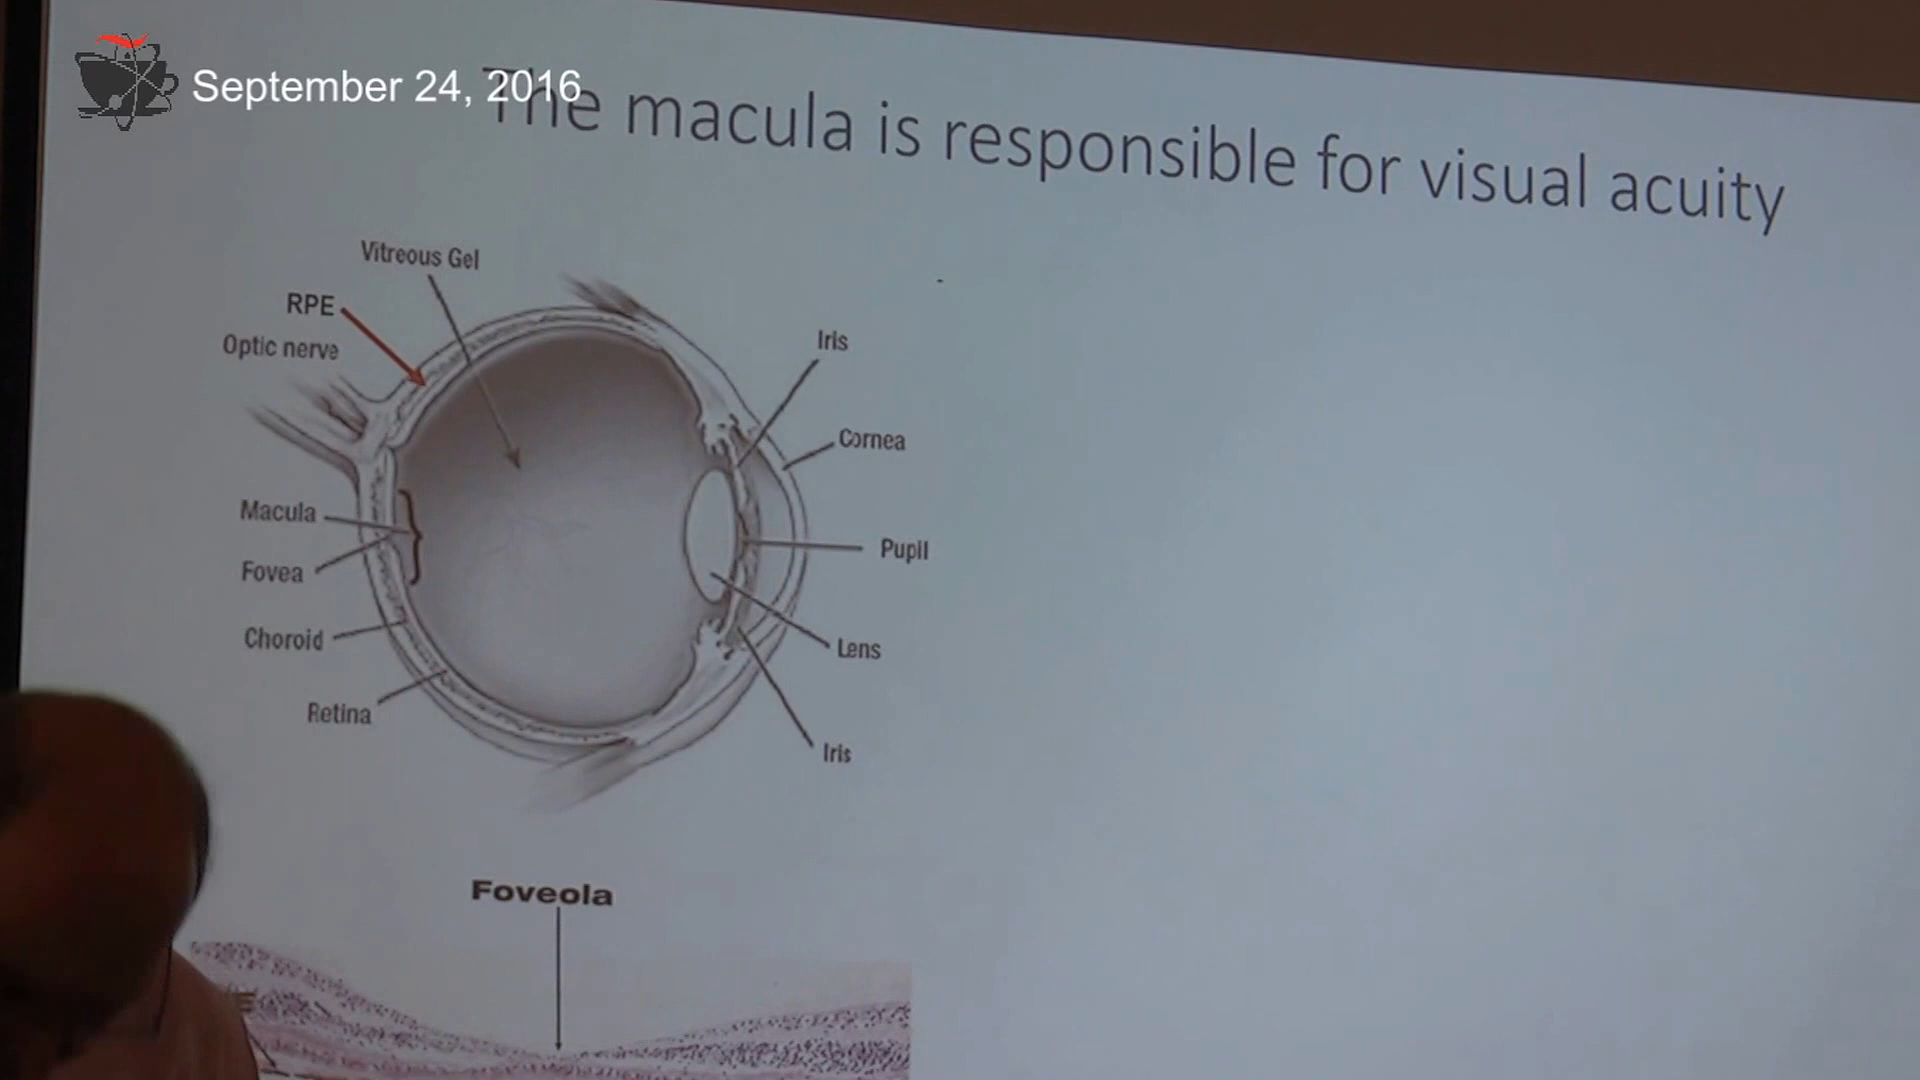 September 24, 2016
The macula is responsible for visual acuity
Vitreous Gel
RPE
Optic nerve
Iris
Cornea
Macula
Pupil
Fovea
Choroid
Lens
Retina
Iris
Foveola